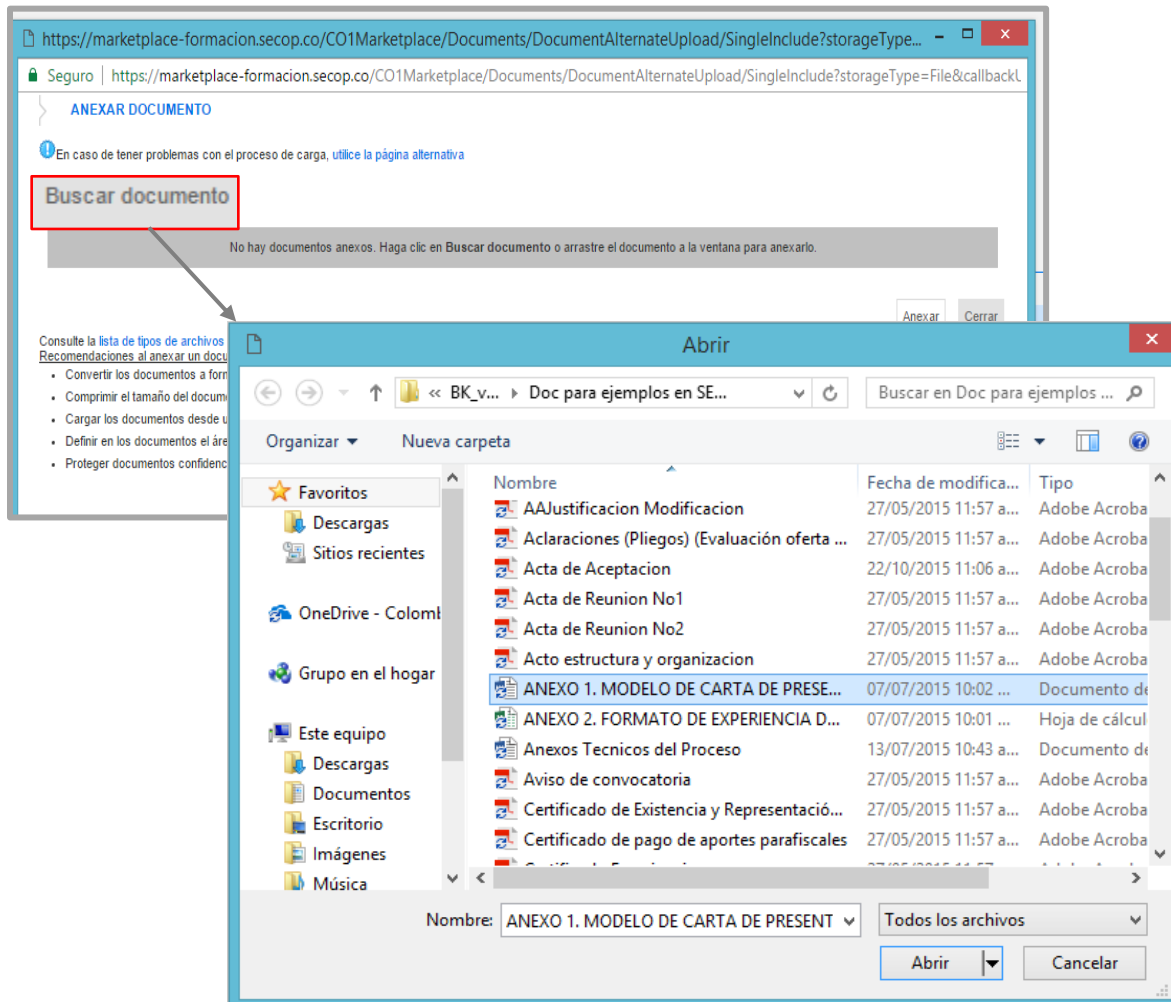 https://marketplace-formacion.secop.co/CO1Marketplace/Documents/DocumentAlternateUpload/SingleInclude?storageType...
Seguro | https://marketplace-formacion.secop.co/CO1Marketplace/Documents/DocumentAlternateUpload/SingleInclude?storageType=File&callbackU
ANEXAR DOCUMENTO
En caso de tener problemas con el proceso de carga, utilice la página alternativa
Buscar documento
No hay documentos anexos. Haga clic en Buscar documento o arrastre el documento a la ventana para anexarlo.
Anexar Cerrar
Consulte la lista de tipos de archivos
Recomendaciones al anexar un docu
• Convertir los documentos a form
• Comprimir el tamaño del docum
• Cargar los documentos desde u
• Definir en los documentos el áre
• Proteger documentos confidenc
Abrir
« BK_v... Doc para ejemplos en SE...
Buscar en Doc para ejemplos ...
Organizar Nueva carpeta
Favoritos
Descargas
Sitios recientes
OneDrive - Colomb
Grupo en el hogar
Este equipo
Descargas
Documentos
Escritorio
Imágenes
Música
Nombre Fecha de modifica... Tipo
AAJustificacion Modificacion 27/05/2015 11:57 a... Adobe Acroba
Aclaraciones (Pliegos) (Evaluación oferta ... 27/05/2015 11:57 a... Adobe Acroba
Acta de Aceptacion 22/10/2015 11:06 a... Adobe Acroba
Acta de Reunion No1 27/05/2015 11:57 a... Adobe Acroba
Acta de Reunion No2 27/05/2015 11:57 a... Adobe Acroba
Acto estructura y organizacion 27/05/2015 11:57 a... Adobe Acroba
ANEXO 1. MODELO DE CARTA DE PRESE... 07/07/2015 10:02 ... Documento de
ANEXO 2. FORMATO DE EXPERIENCIA D... 07/07/2015 10:01 ... Hoja de cálcul
Anexos Tecnicos del Proceso 13/07/2015 10:43 a... Documento de
Aviso de convocatoria 27/05/2015 11:57 a... Adobe Acroba
Certificado de Existencia y Representació... 27/05/2015 11:57 a... Adobe Acroba
Certificado de pago de aportes parafiscales 27/05/2015 11:57 a... Adobe Acroba
Nombre: ANEXO 1. MODELO DE CARTA DE PRESENT Todos los archivos
Abrir Cancelar